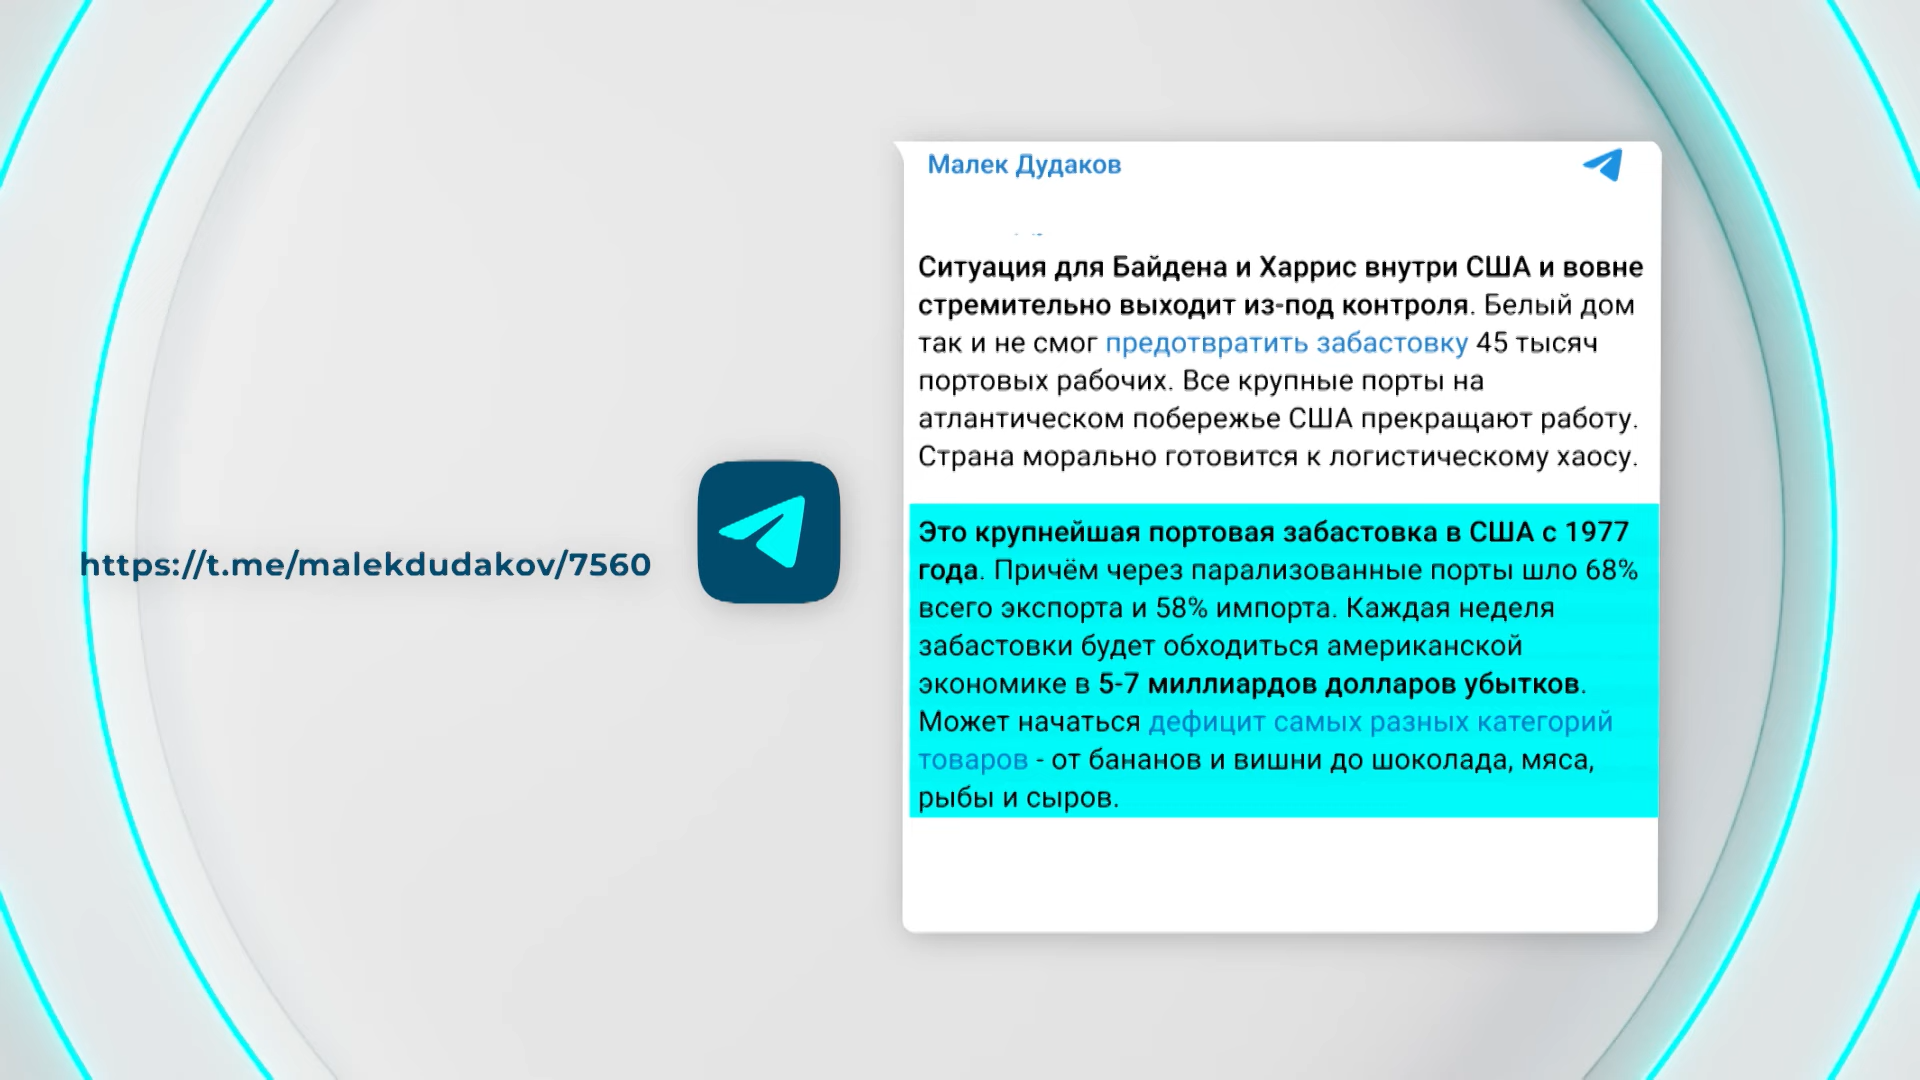 https://t.me/malekdudakov/7560
Малек Дудаков
Ситуация для Байдена и Харрис внутри США и вовне
стремительно выходит из-под контроля. Белый дом
так и не смог предотвратить забастовку 45 тысяч
портовых рабочих. Все крупные порты на
атлантическом побережье США прекращают работу.
Страна морально готовится к логистическому хаосу.
Это крупнейшая портовая забастовка в США с 1977
года. Причём через парализованные порты шло 68%
всего экспорта и 58% импорта. Каждая неделя
забастовки будет обходиться американской
экономике в 5-7 миллиардов долларов убытков.
Может начаться дефицит самых разных категорий
товаров - от бананов и вишни до шоколада, мяса,
рыбы и сыров.